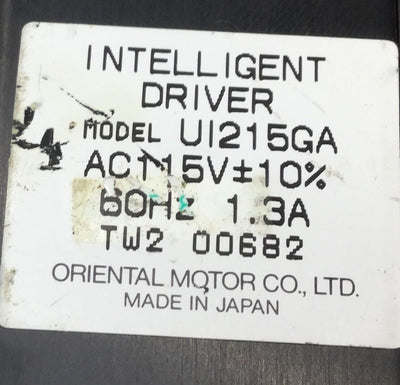 INTELLIGENT
DRIVER
MODEL UI215GA
AC115V±10%
60HZ 1.3A
TW2 00682
ORIENTAL MOTOR CO., LTD.
MADE IN JAPAN